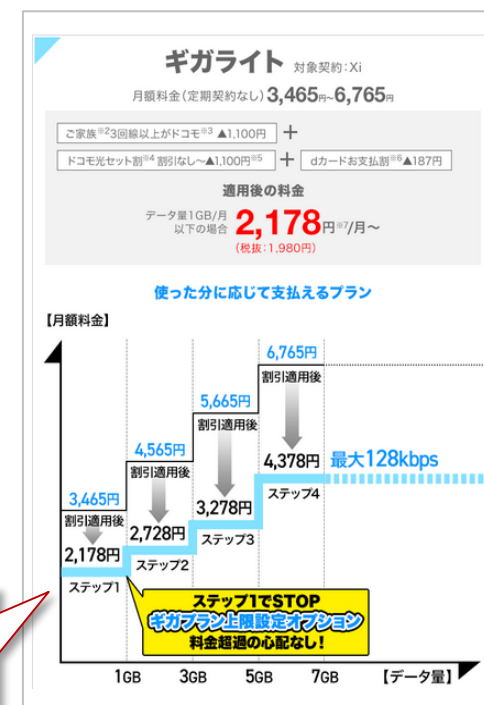 ギガライト 対象契約:Xi
月額料金(定期契約なし)3,465円~6,765円
ご家族※23回線以上がドコモ※3 ▲1,100円 +
ドコモ光セット割※4 割引なし~▲1,100円※5 + dカードお支払割※6▲187円
適用後の料金
データ量1GB/月
以下の場合 2,178円※7/月~
(税抜:1,980円)
使った分に応じて支払えるプラン
【月額料金】
6,765円
割引適用後
5,665円
割引適用後
4,565円
割引適用後
4,378円 最大128kbps
ステップ4
3,465円
割引適用後
3,278円
ステップ3
2,728円
ステップ2
2,178円
ステップ1
ステップ1でSTOP
ギガプラン上限設定オプション
料金超過の心配なし!
1GB 3GB 5GB 7GB 【データ量】